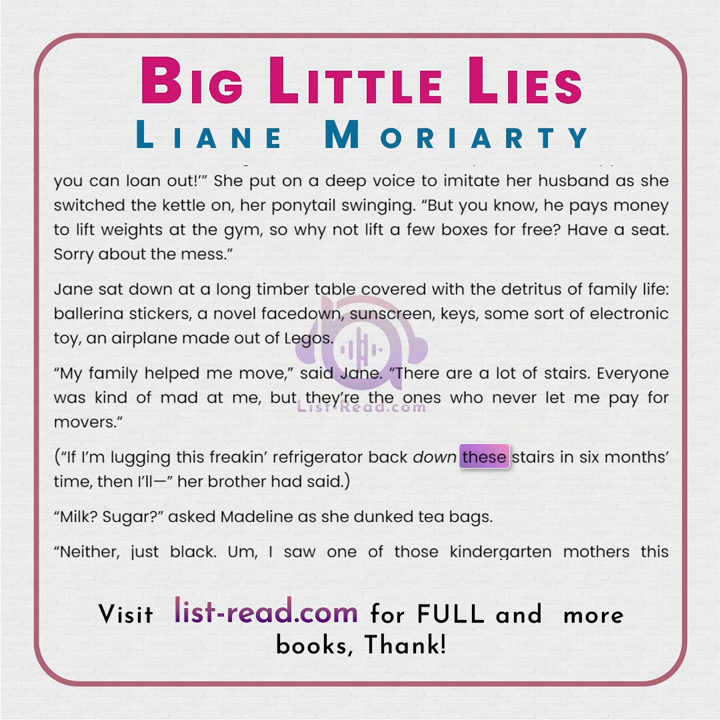 BIG LITTLE LIES
LIANE MORIARTY
you can loan out!’” She put on a deep voice to imitate her husband as she
switched the kettle on, her ponytail swinging. “But you know, he pays money
to lift weights at the gym, so why not lift a few boxes for free? Have a seat.
Sorry about the mess.”
Jane sat down at a long timber table covered with the detritus of family life:
ballerina stickers, a novel facedown, sunscreen, keys, some sort of electronic
toy, an airplane made out of Legos.
“My family helped me move,” said Jane. “There are a lot of stairs. Everyone
was kind of mad at me, but they’re the ones who never let me pay for
movers.”
List-Read.com
(“If I’m lugging this freakin’ refrigerator back down these stairs in six months’
time, then I’ll—” her brother had said.)
“Milk? Sugar?” asked Madeline as she dunked tea bags.
“Neither, just black. Um, I saw one of those kindergarten mothers this
Visit list-read.com for FULL and more
books, Thank!